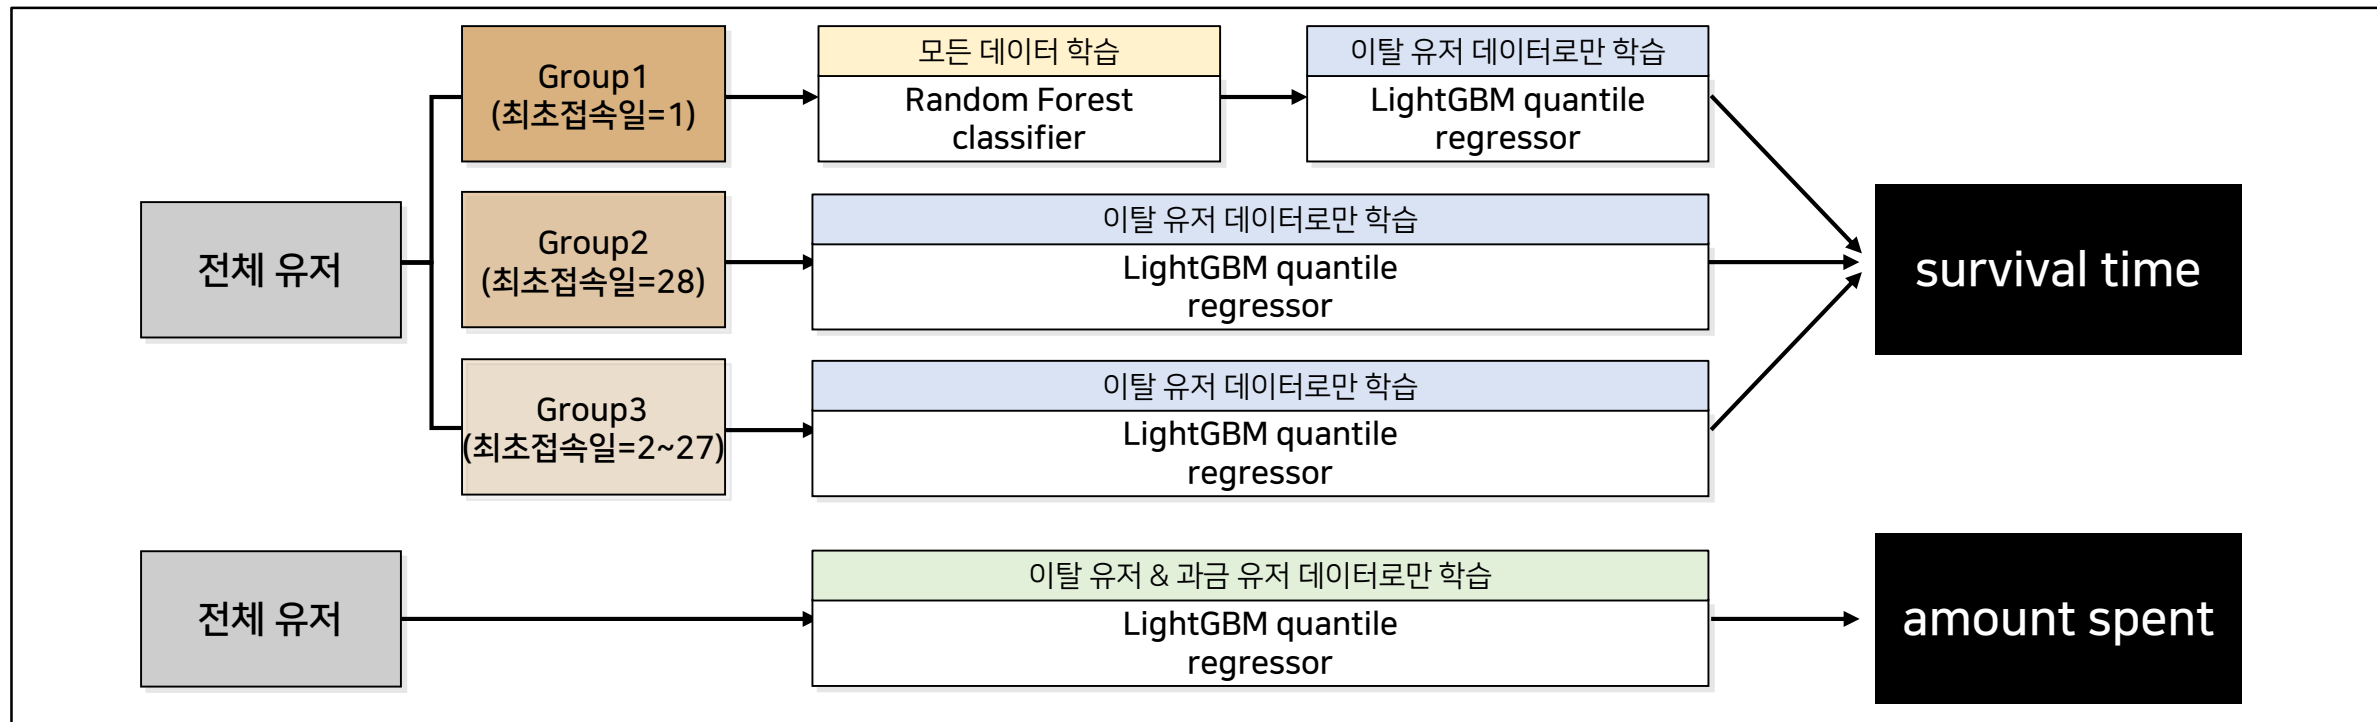 전체 유저
Group1
(최초접속일=1)
모든 데이터 학습
Random Forest
classifier
이탈 유저 데이터로만 학습
LightGBM quantile
regressor
Group2
(최초접속일=28)
이탈 유저 데이터로만 학습
LightGBM quantile
regressor
Group3
(최초접속일=2~27)
이탈 유저 데이터로만 학습
LightGBM quantile
regressor
survival time
전체 유저
이탈 유저 & 과금 유저 데이터로만 학습
LightGBM quantile
regressor
amount spent